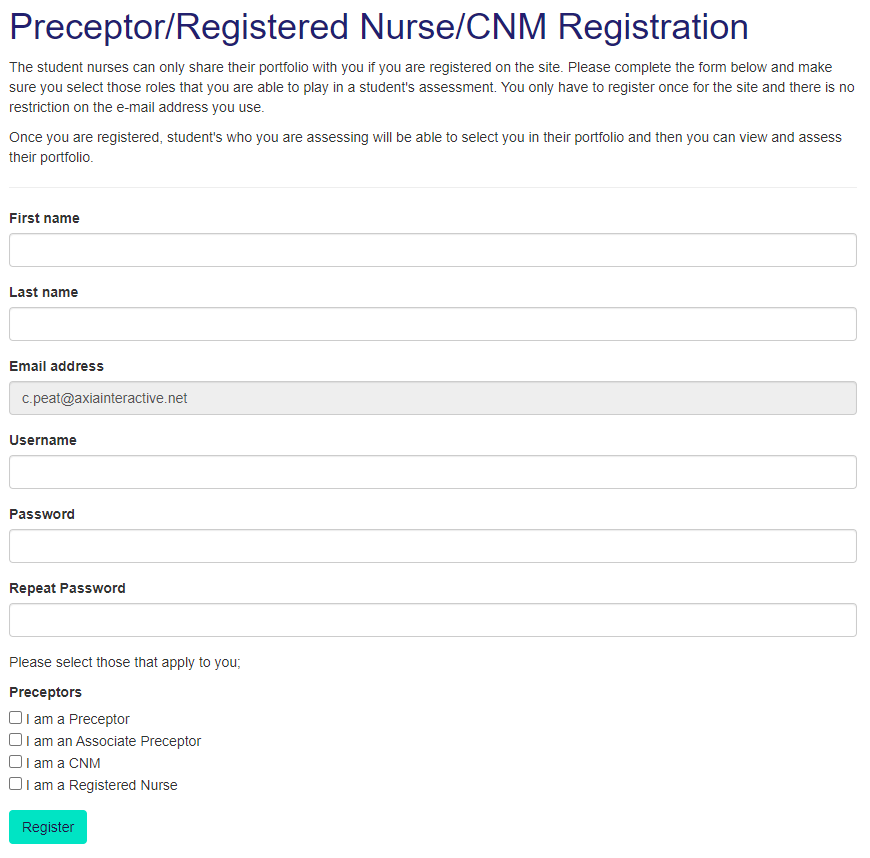 Preceptor/Registered Nurse/CNM Registration
The student nurses can only share their portfolio with you if you are registered on the site. Please complete the form below and make
sure you select those roles that you are able to play in a student's assessment. You only have to register once for the site and there is no
restriction on the e-mail address you use.
Once you are registered, student's who you are assessing will be able to select you in their portfolio and then you can view and assess
their portfolio.
First name
Last name
Email address
c.peat@axiainteractive.net
Username
Password
Repeat Password
Please select those that apply to you;
Preceptors
I am a Preceptor
I am an Associate Preceptor
I am a CNM
I am a Registered Nurse
Register